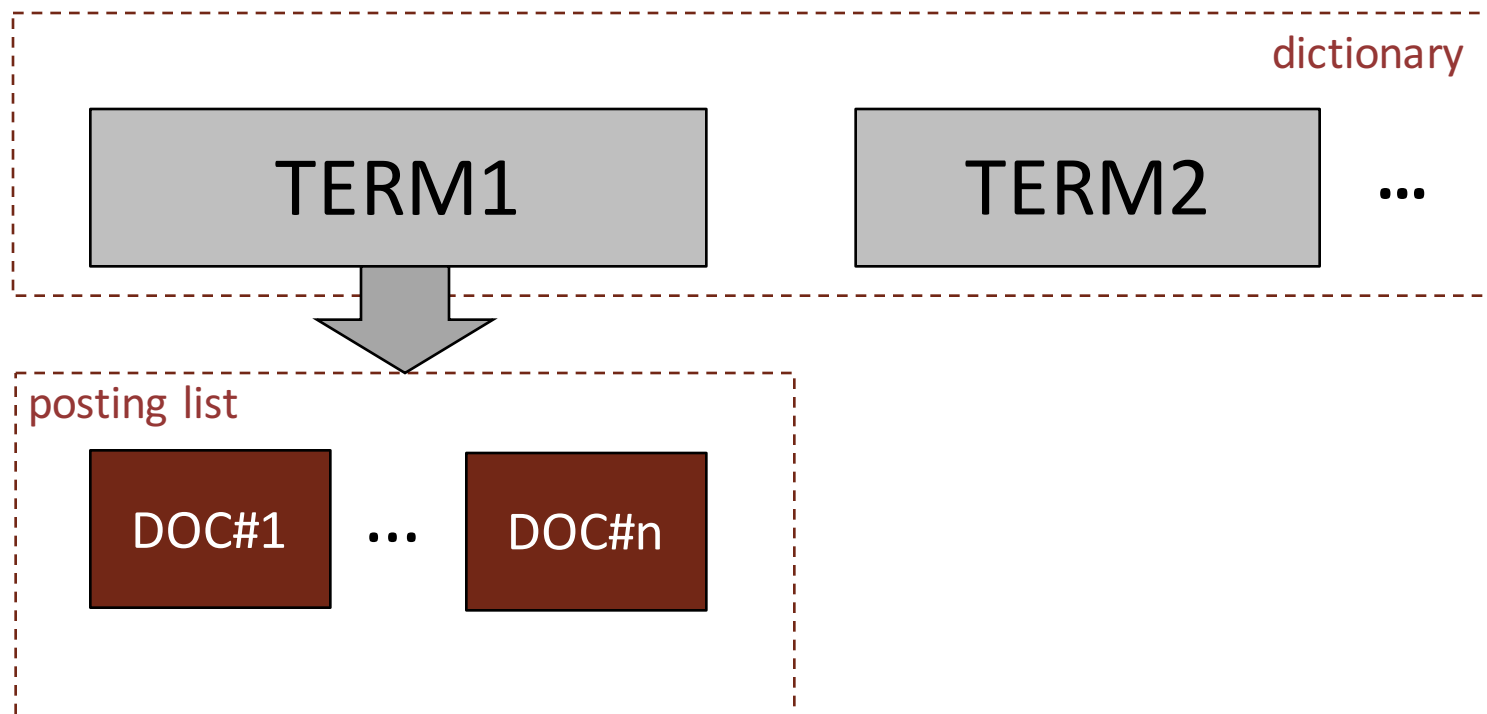 dictionary
TERM1 TERM2 ...
posting list
DOC#1 ... DOC#n